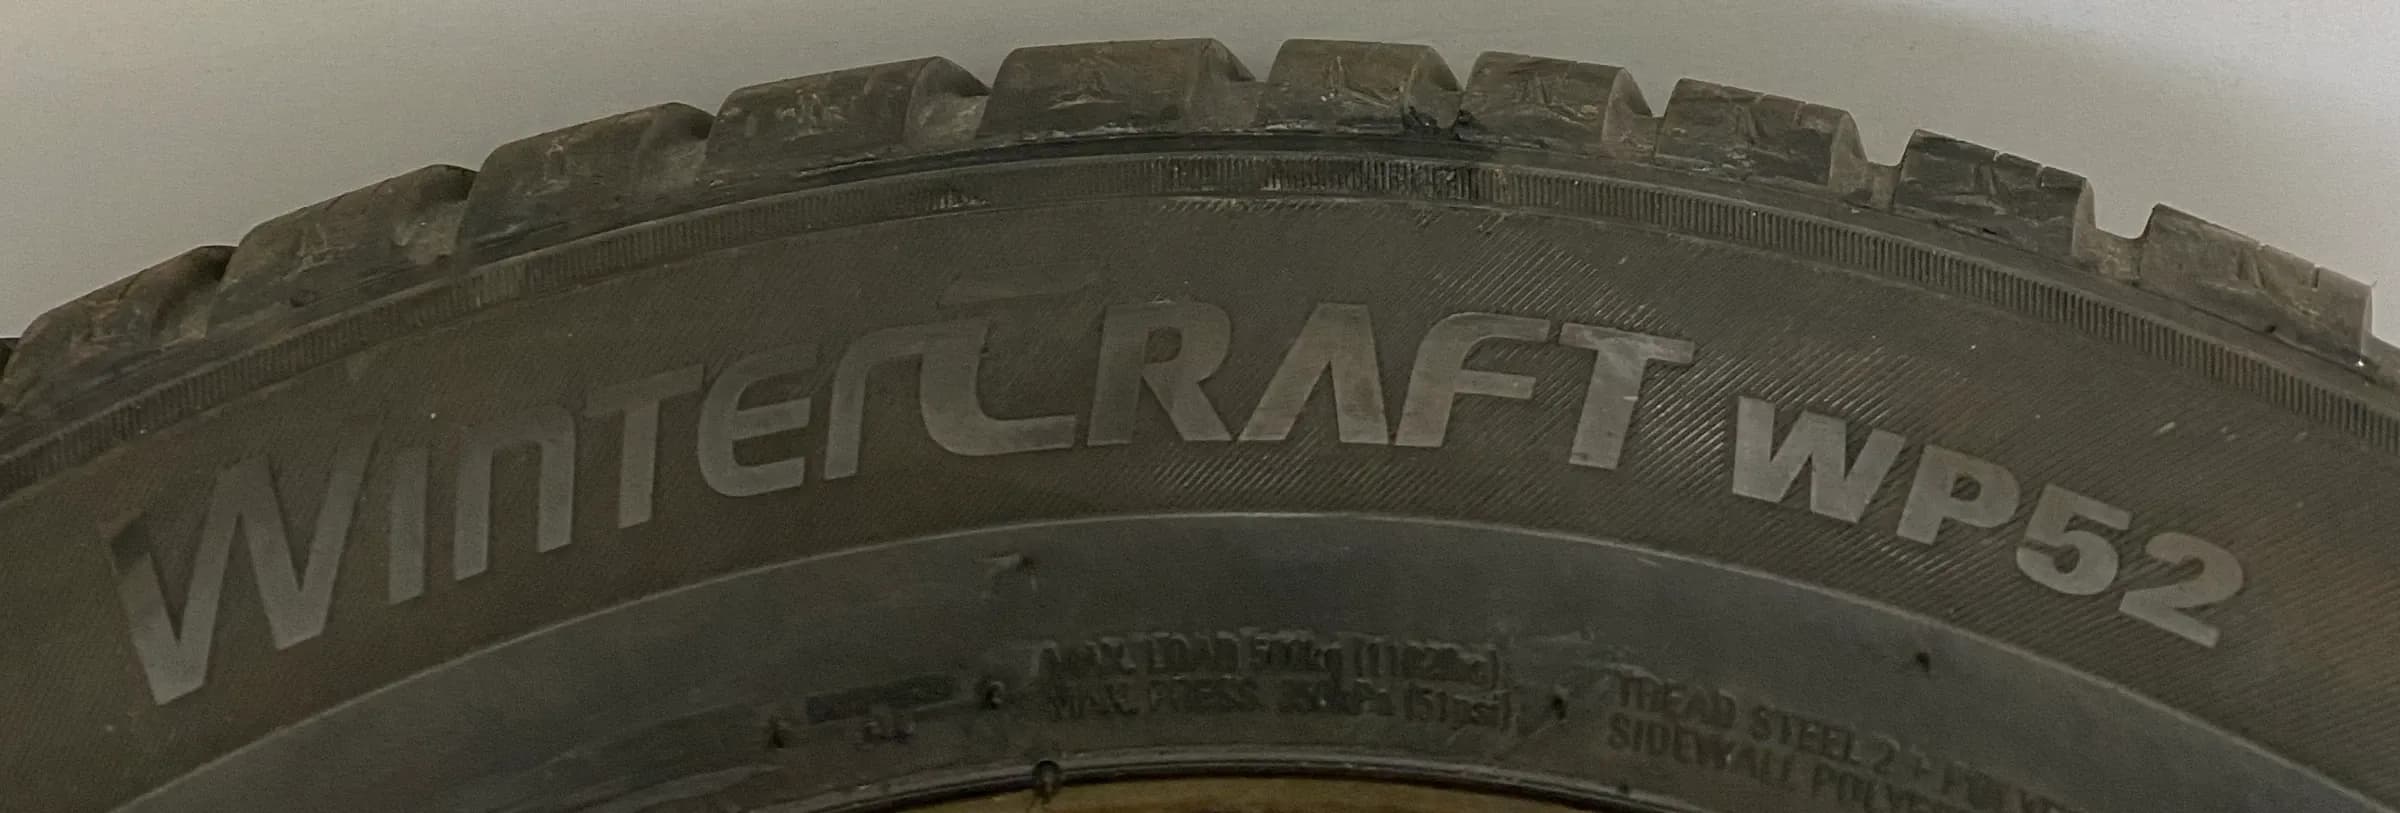 WINTERCRAFT WP52
MAX. LOAD 500kg (1102lbs)
MAX. PRESS. 350kPa (51psi)
TREAD STEEL 2 +
SIDEWALL